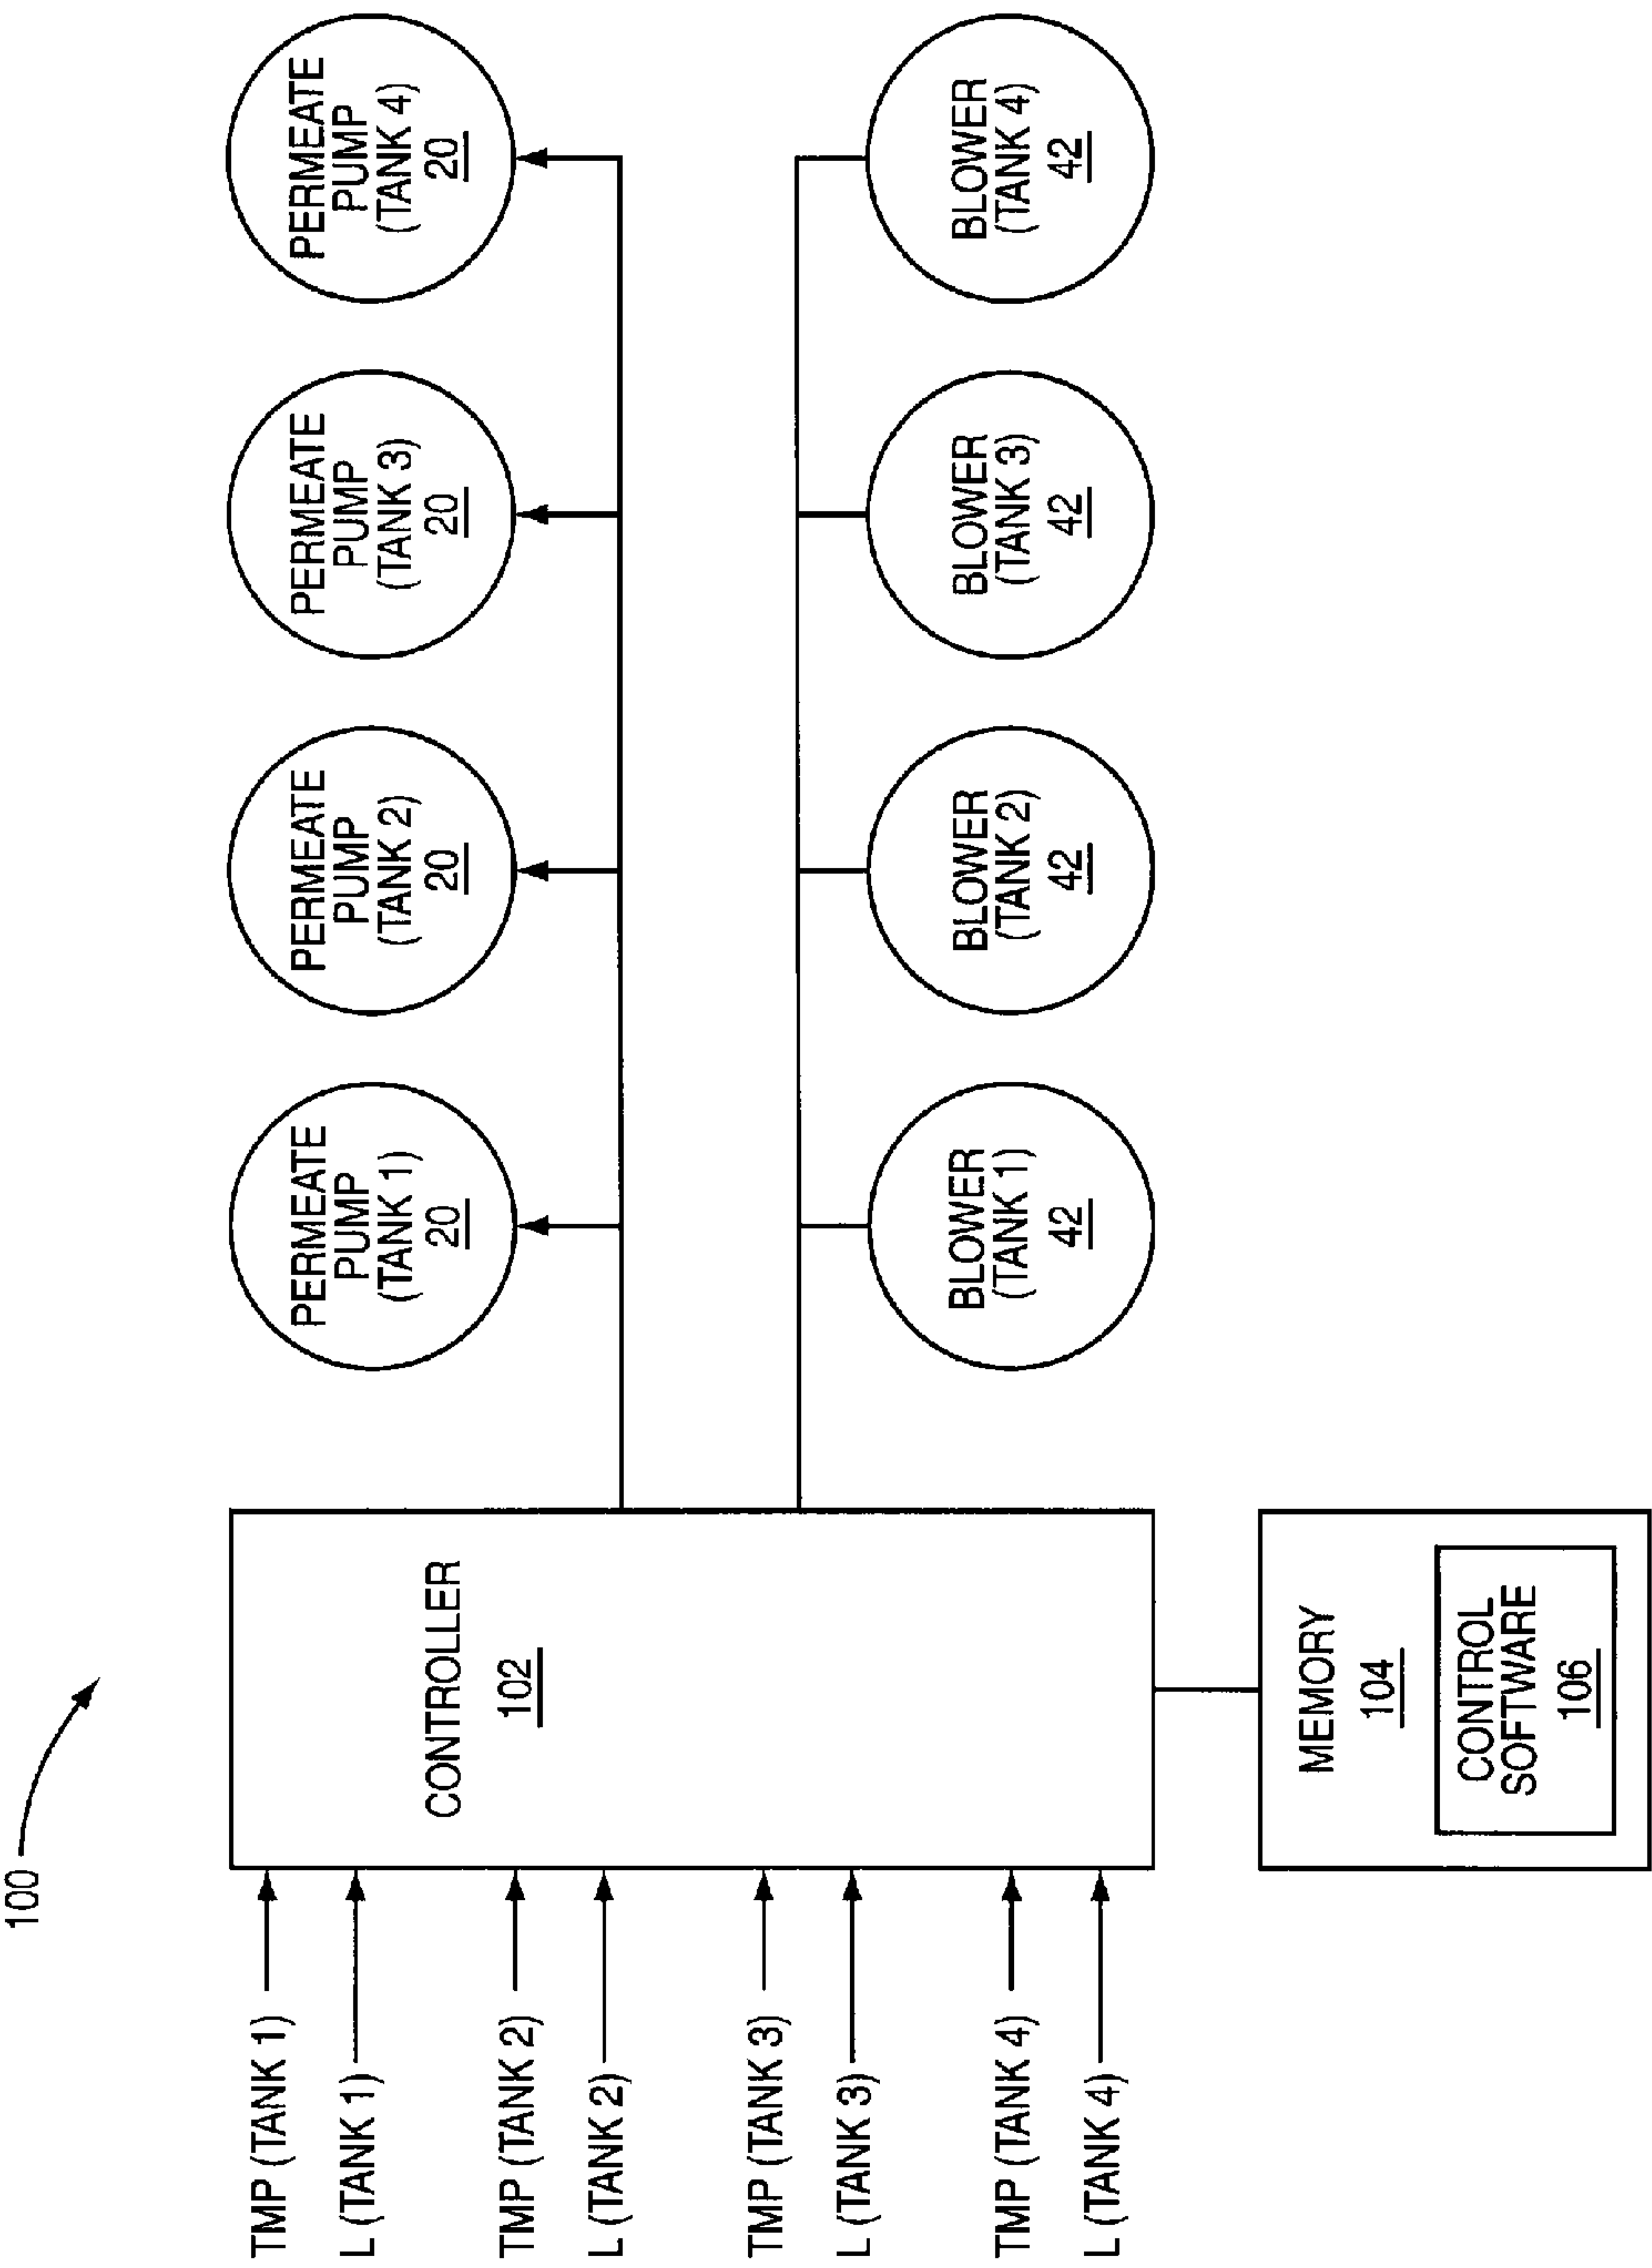 100
TMP (TANK 1)
L (TANK 1)
TMP (TANK 2)
L (TANK 2)
TMP (TANK 3)
L (TANK 3)
TMP (TANK 4)
L (TANK 4)
CONTROLLER
102
MEMORY
104
CONTROL
SOFTWARE
106
PERMEATE
PUMP
(TANK 1)
20
PERMEATE
PUMP
(TANK 2)
20
PERMEATE
PUMP
(TANK 3)
20
PERMEATE
PUMP
(TANK 4)
20
BLOWER
(TANK 1)
42
BLOWER
(TANK 2)
42
BLOWER
(TANK 3)
42
BLOWER
(TANK 4)
42